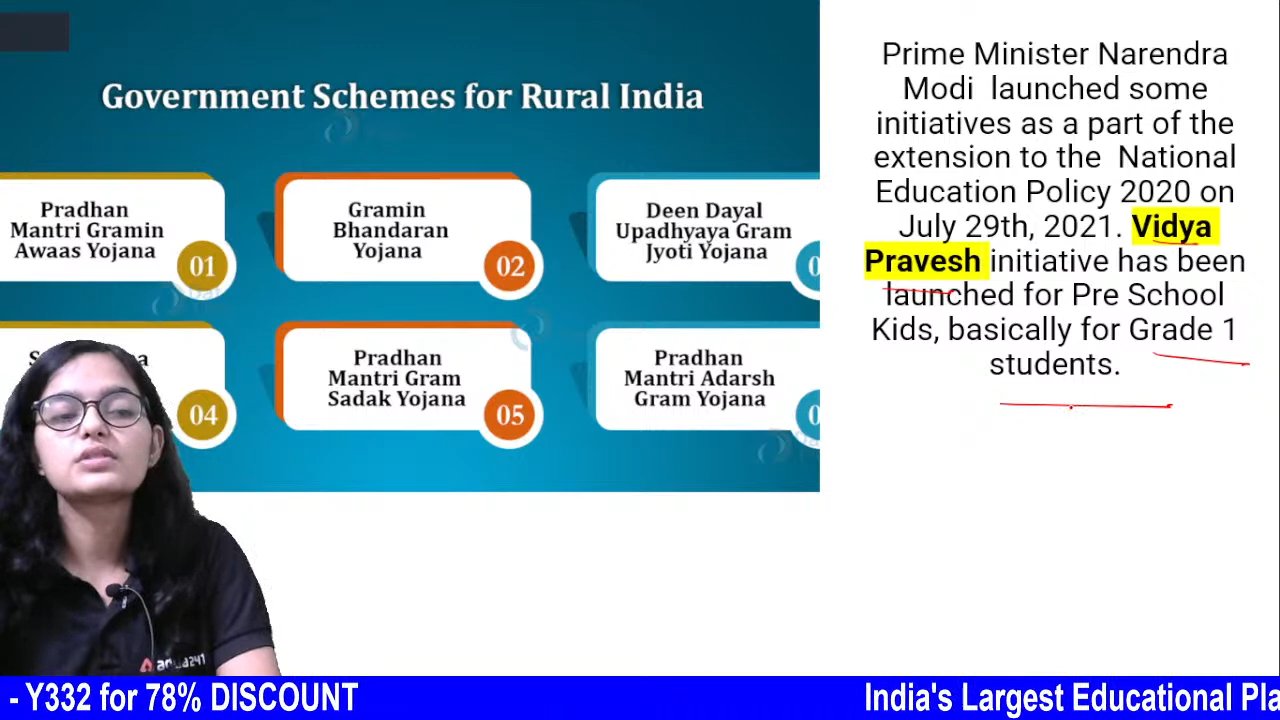 Government Schemes for Rural India
Pradhan
Mantri Gramin
Awaas Yojana
01
Gramin
Bhandaran
Yojana
02
Deen Dayal
Upadhyaya Gram
Jyoti Yojana
04
Pradhan
Mantri Gram
Sadak Yojana
05
Pradhan
Mantri Adarsh
Gram Yojana
Prime Minister Narendra
Modi launched some
initiatives as a part of the
extension to the National
Education Policy 2020 on
July 29th, 2021. Vidya
Pravesh initiative has been
launched for Pre School
Kids, basically for Grade 1
students.
- Y332 for 78% DISCOUNT
India's Largest Educational